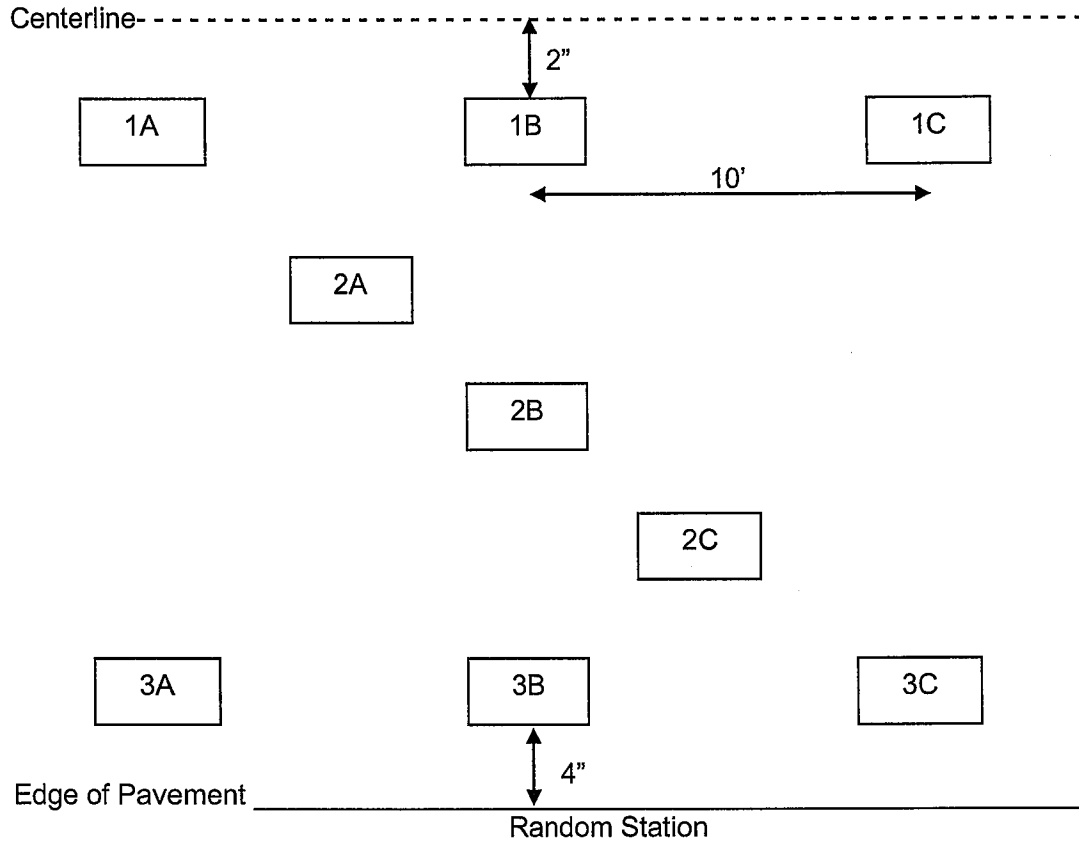 Centerline
2”
1A
1B
1C
10’
2A
2B
2C
3A
3B
3C
4”
Edge of Pavement
Random Station